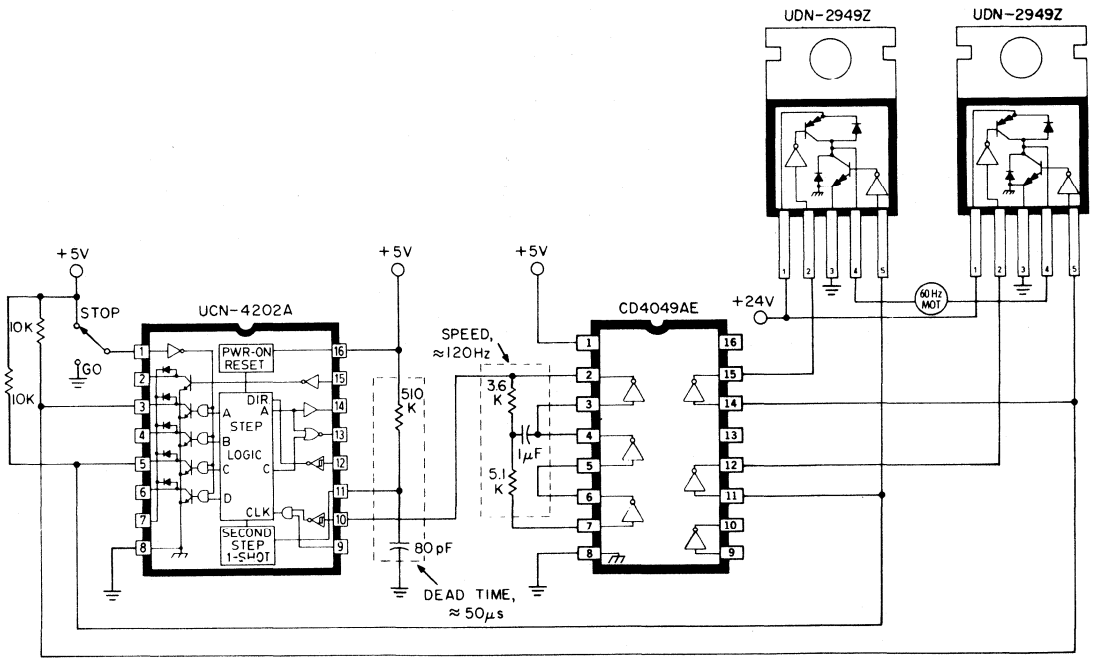 UDN-2949Z
UDN-2949Z
1 2 3 4 5
1 2 3 4 5
+5V
+5V
+5V
+24V
60Hz
MOT
10K
STOP
GO
10K
UCN-4202A
1
2
3
4
5
6
7
8
16
15
14
13
12
11
10
9
PWR-ON
RESET
DIR
A
A
STEP
LOGIC
B
C
C
D
CLK
SECOND
STEP
1-SHOT
510
K
80pF
DEAD TIME,
≈50μs
SPEED,
≈120Hz
3.6
K
1μF
5.1
K
CD4049AE
1
2
3
4
5
6
7
8
16
15
14
13
12
11
10
9